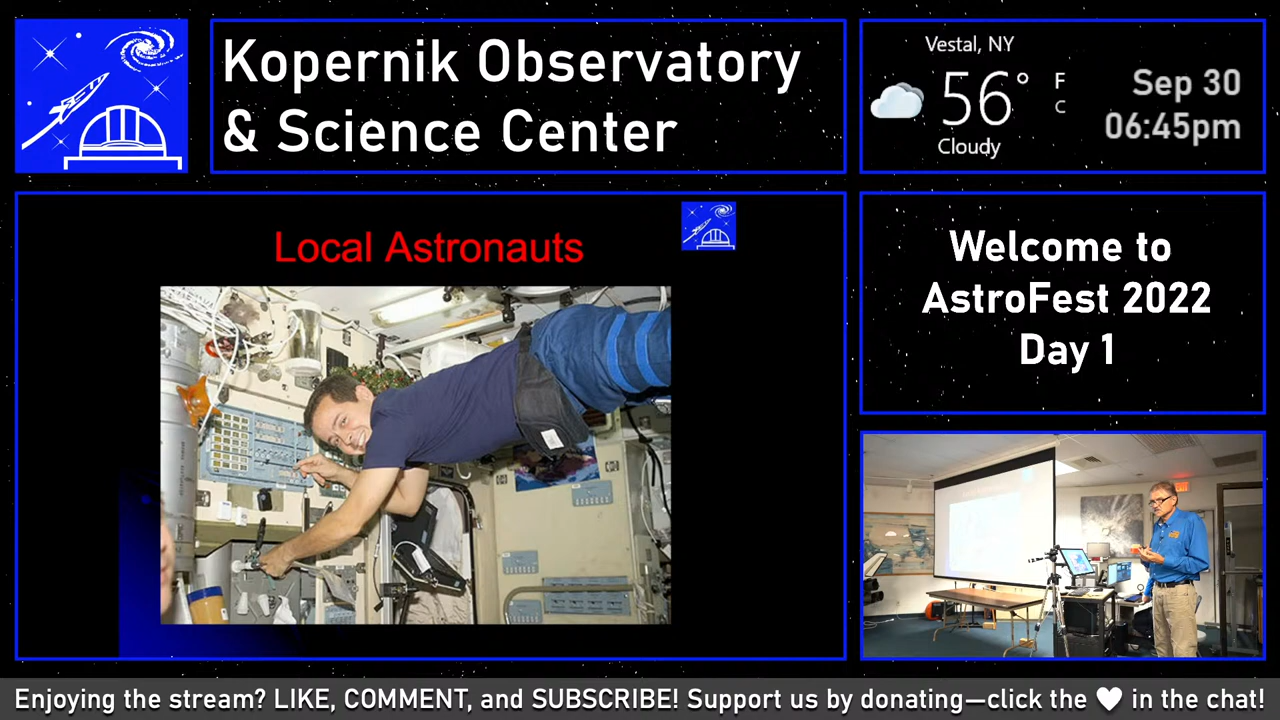 Kopernik Observatory
& Science Center
Vestal, NY
56° F
C
Cloudy
Sep 30
06:45pm
Local Astronauts
Welcome to
AstroFest 2022
Day 1
Enjoying the stream? LIKE, COMMENT, and SUBSCRIBE! Support us by donating—click the ♥ in the chat!